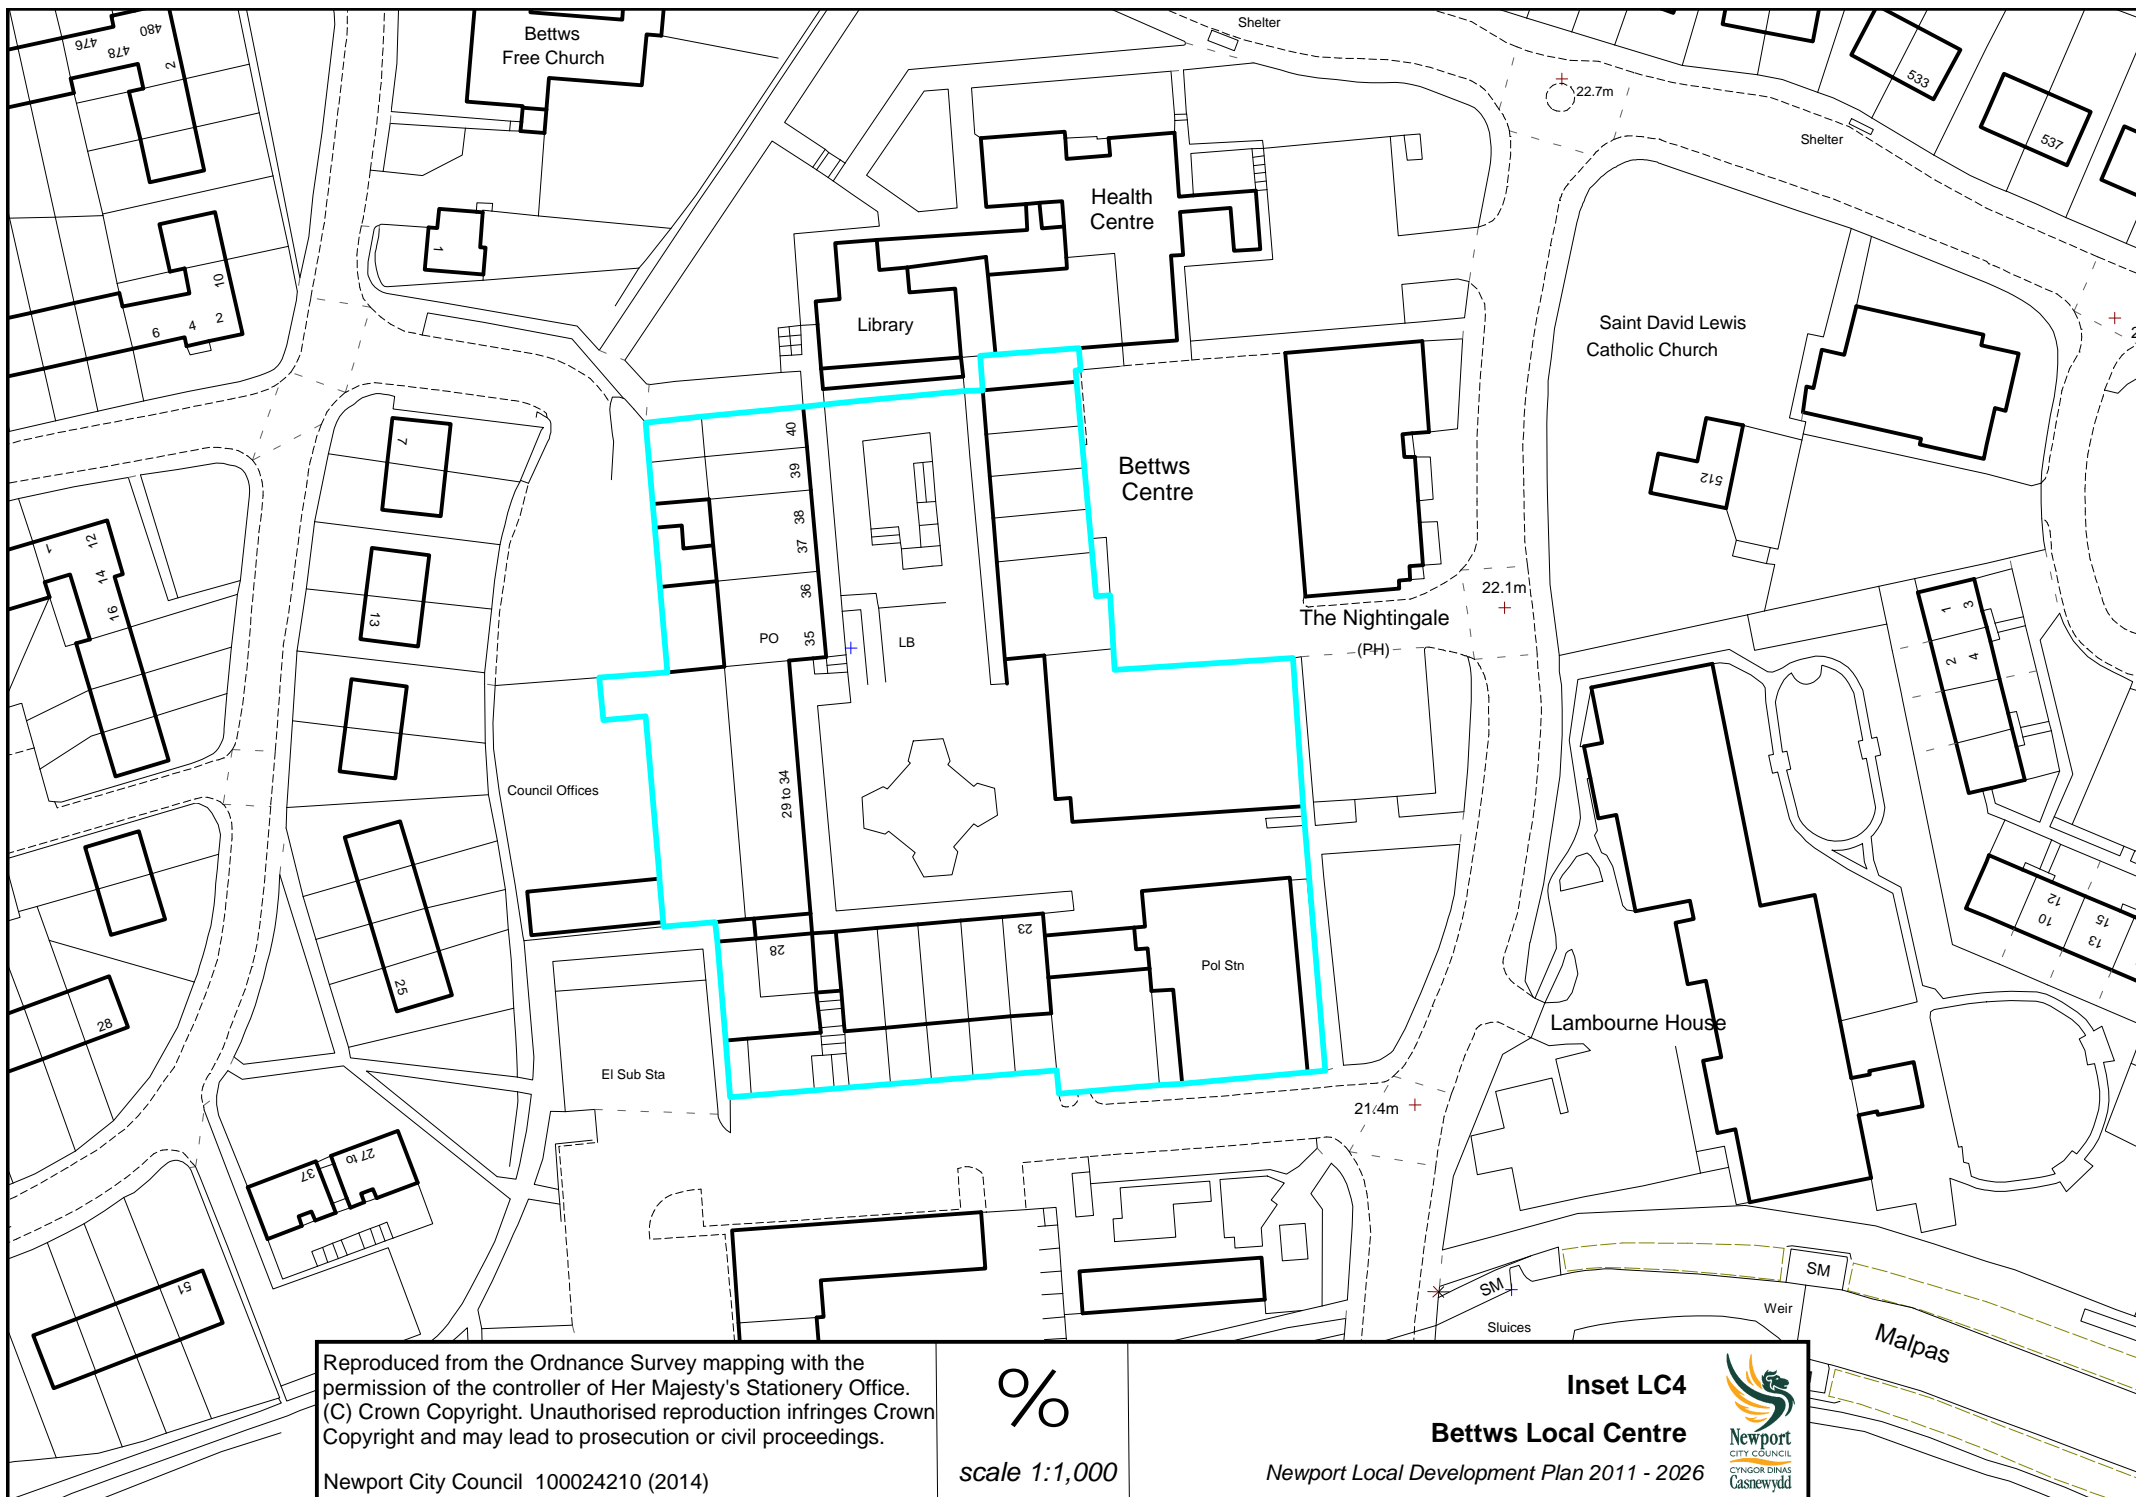 476
478
480
2
Bettws
Free Church
Shelter
22.7m
533
537
Shelter
Health
Centre
1
10
6
4
2
Library
Saint David Lewis
Catholic Church
7
40
39
38
37
36
35
Bettws
Centre
512
1
12
14
16
13
PO
LB
22.1m
The Nightingale
(PH)
1
3
2
4
29 to 34
Council Offices
12
10
15
13
28
23
Pol Stn
25
28
Lambourne House
El Sub Sta
21.4m
37
27 to
51
SM
SM
Weir
Sluices
Malpas
Reproduced from the Ordnance Survey mapping with the
permission of the controller of Her Majesty's Stationery Office.
(C) Crown Copyright. Unauthorised reproduction infringes Crown
Copyright and may lead to prosecution or civil proceedings.
Newport City Council 100024210 (2014)
%
scale 1:1,000
Inset LC4
Bettws Local Centre
Newport Local Development Plan 2011 - 2026
Newport
CITY COUNCIL
CYNGOR DINAS
Casnewydd